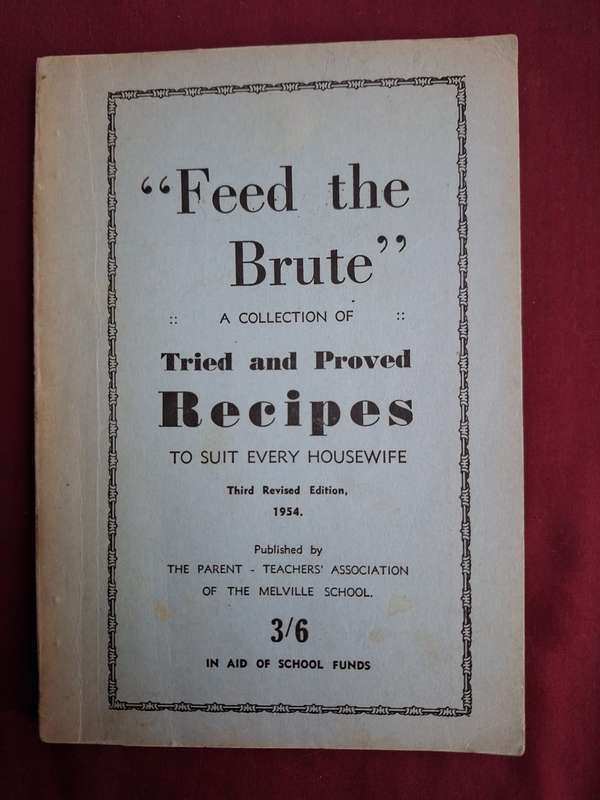 “Feed the
Brute”
:: A COLLECTION OF ::
Tried and Proved
Recipes
TO SUIT EVERY HOUSEWIFE
Third Revised Edition,
1954.
Published by
THE PARENT - TEACHERS' ASSOCIATION
OF THE MELVILLE SCHOOL.
3/6
IN AID OF SCHOOL FUNDS